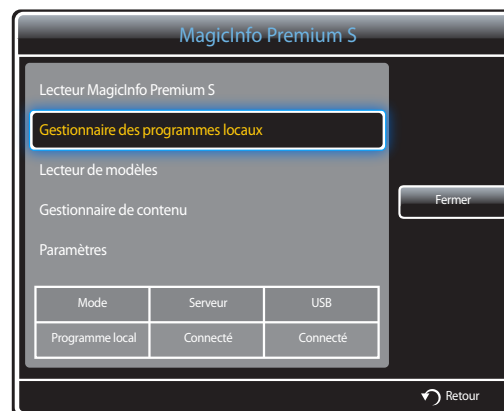 MagicInfo Premium S
Lecteur MagicInfo Premium S
Gestionnaire des programmes locaux
Lecteur de modèles
Gestionnaire de contenu
Paramètres
Fermer
Mode Serveur USB
Programme local Connecté Connecté
Retour